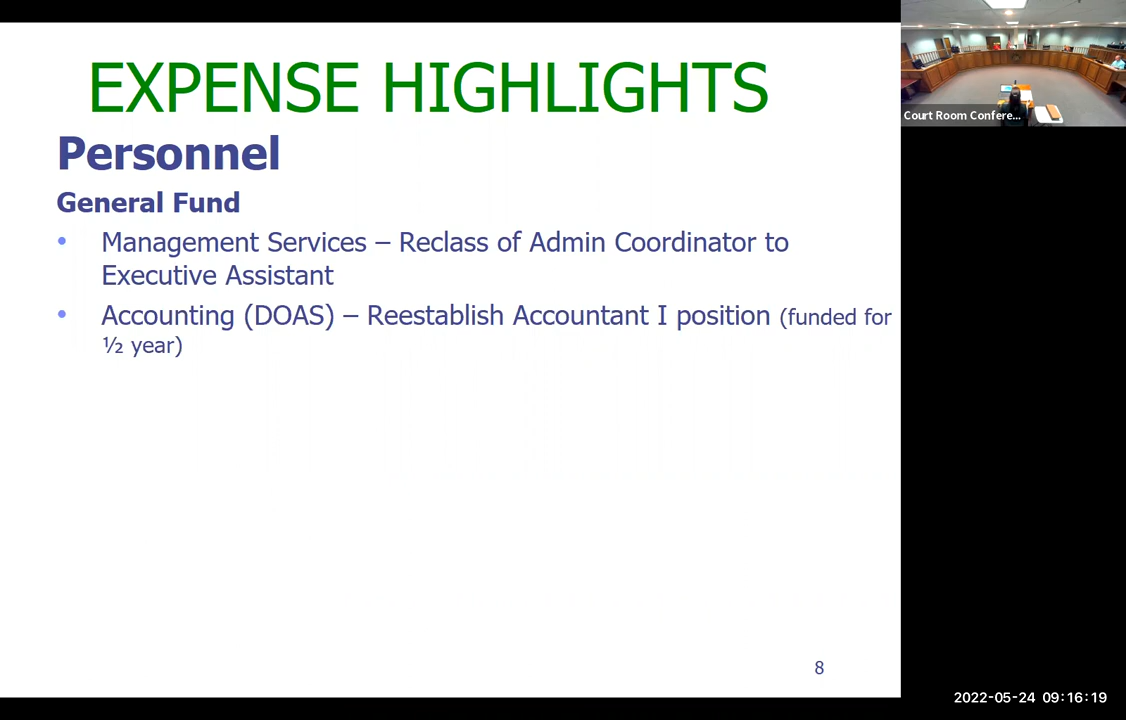 EXPENSE HIGHLIGHTS
Personnel
General Fund
• Management Services – Reclass of Admin Coordinator to
Executive Assistant
• Accounting (DOAS) – Reestablish Accountant I position (funded for
½ year)
8
Court Room Confere...
2022-05-24 09:16:19